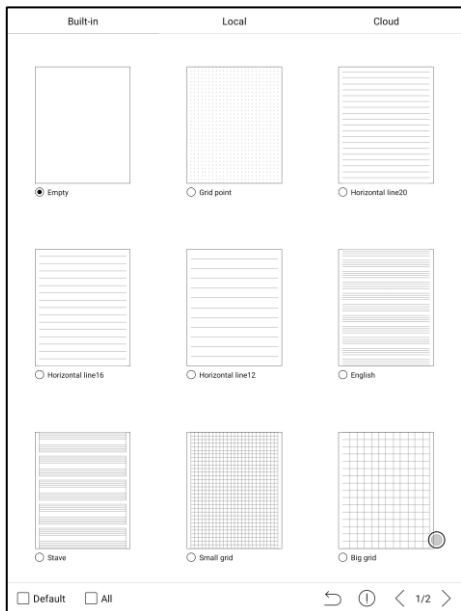 Built-in Local Cloud
Empty Grid point Horizontal line20
Horizontal line16 Horizontal line12 English
Stave Small grid Big grid
Default All 1/2